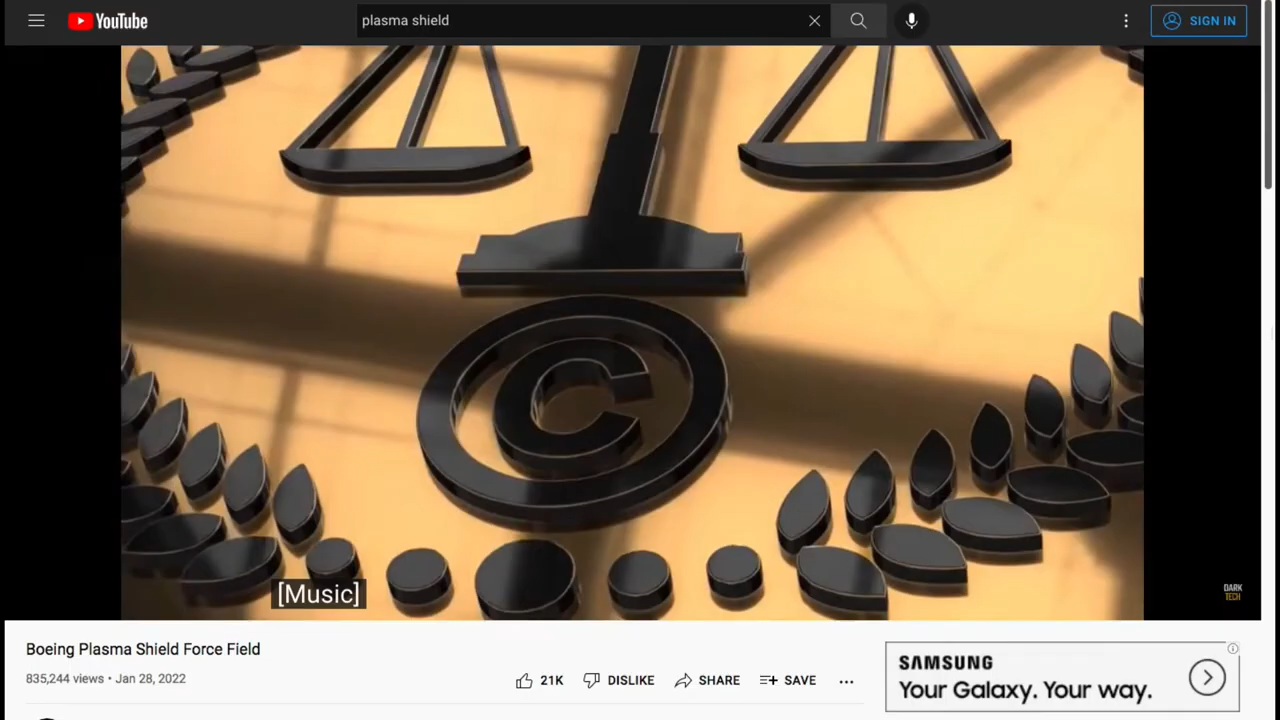 YouTube
plasma shield
SIGN IN
©
[Music]
DARK
TECH
Boeing Plasma Shield Force Field
835,244 views • Jan 28, 2022
21K
DISLIKE
SHARE
SAVE
SAMSUNG
Your Galaxy. Your way.